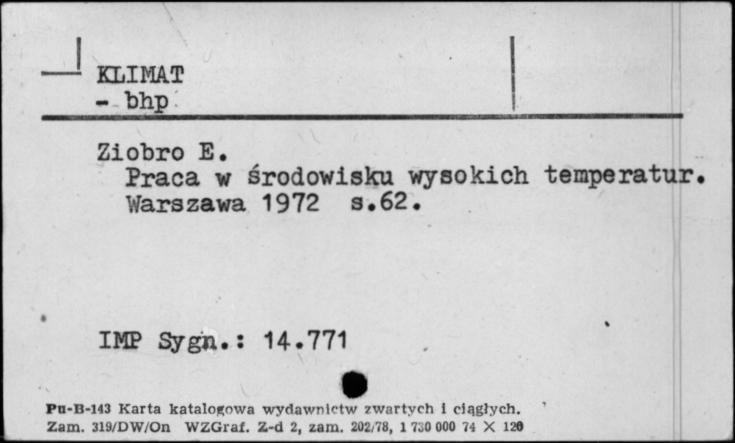 KLIMAT
- bhp
Ziobro E.
Praca w środowisku wysokich temperatur.
Warszawa 1972 s.62.
IMP Sygn.: 14.771
Pu-B-143 Karta katalogowa wydawnictw zwartych i ciągłych.
Zam. 319/DW/On WZGraf. Z-d 2, zam. 202/78, 1 730 000 74 X 120